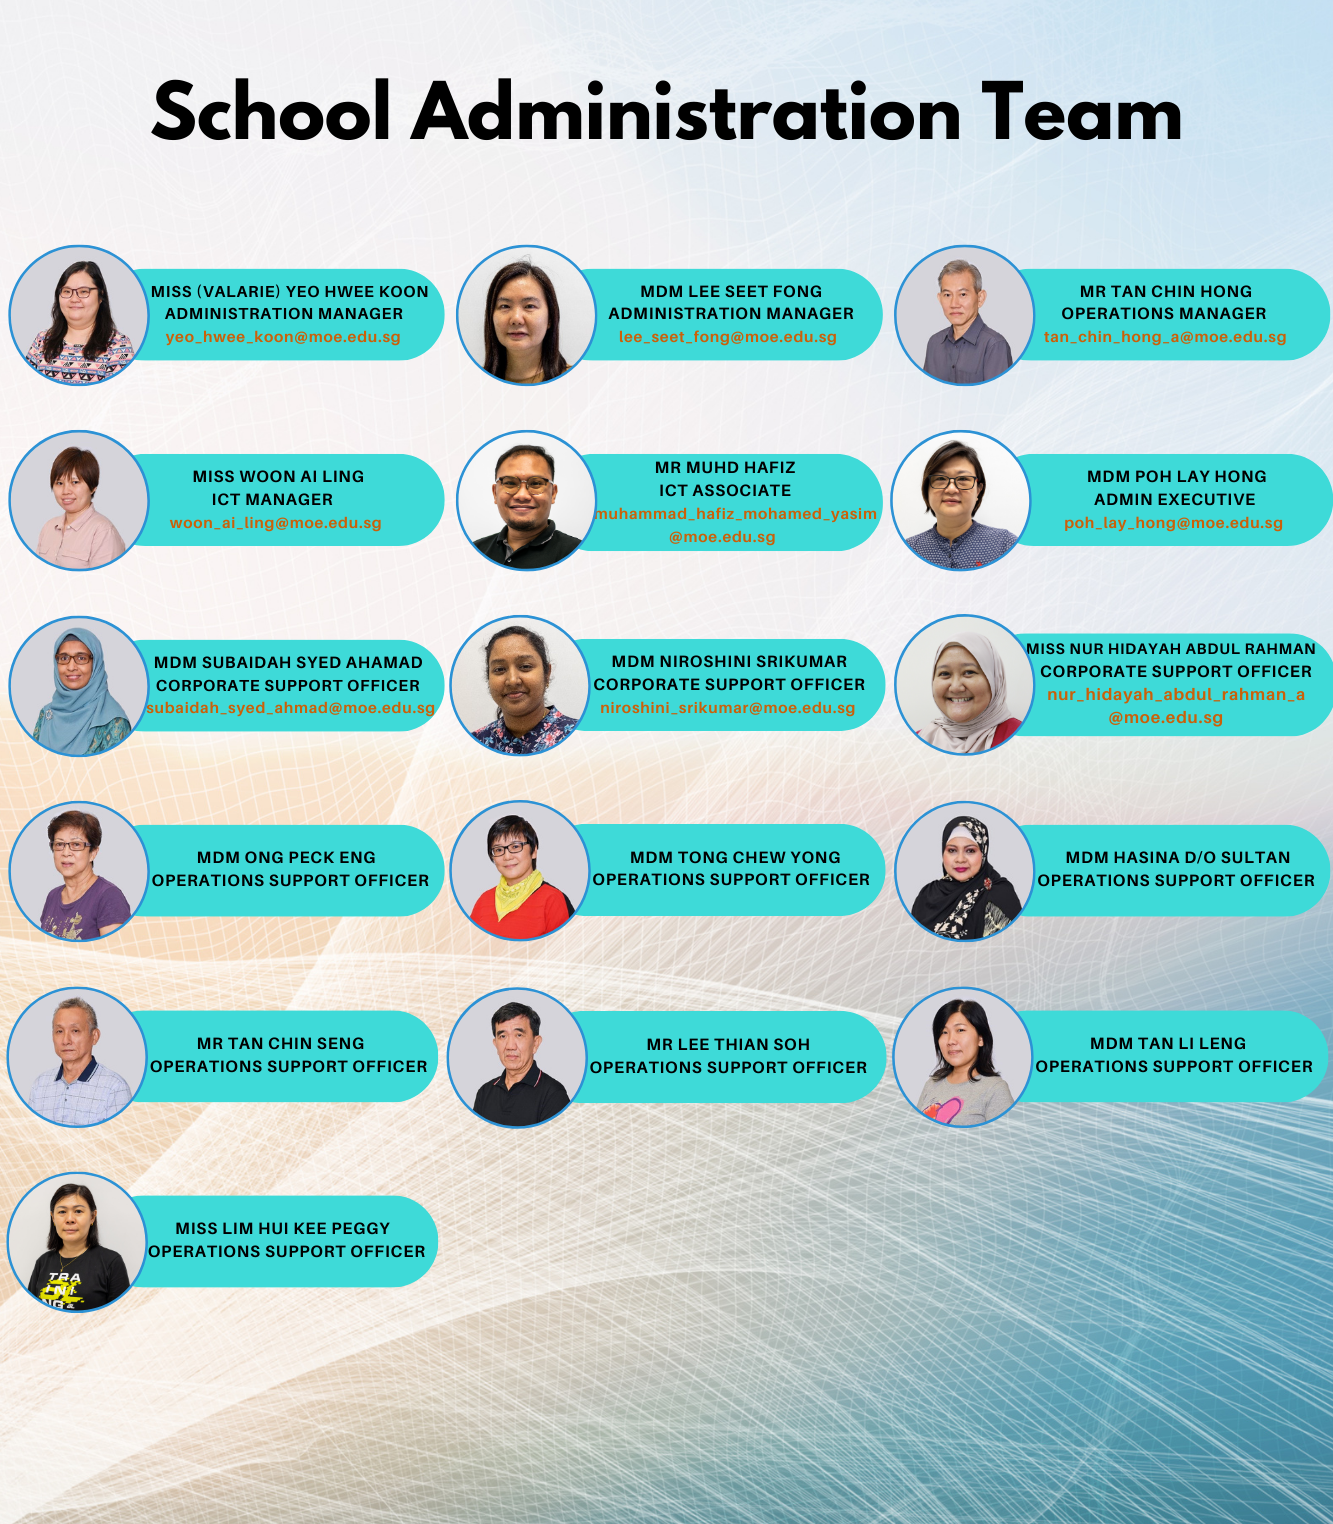 School Administration Team
MISS (VALARIE) YEO HWEE KOON
ADMINISTRATION MANAGER
yeo_hwee_koon@moe.edu.sg
MDM LEE SEET FONG
ADMINISTRATION MANAGER
lee_seet_fong@moe.edu.sg
MR TAN CHIN HONG
OPERATIONS MANAGER
tan_chin_hong_a@moe.edu.sg
MISS WOON AI LING
ICT MANAGER
woon_ai_ling@moe.edu.sg
MR MUHD HAFIZ
ICT ASSOCIATE
muhammad_hafiz_mohamed_yasim
@moe.edu.sg
MDM POH LAY HONG
ADMIN EXECUTIVE
poh_lay_hong@moe.edu.sg
MDM SUBAIDAH SYED AHAMAD
CORPORATE SUPPORT OFFICER
subaidah_syed_ahmad@moe.edu.sg
MDM NIROSHINI SRIKUMAR
CORPORATE SUPPORT OFFICER
niroshini_srikumar@moe.edu.sg
MISS NUR HIDAYAH ABDUL RAHMAN
CORPORATE SUPPORT OFFICER
nur_hidayah_abdul_rahman_a
@moe.edu.sg
MDM ONG PECK ENG
OPERATIONS SUPPORT OFFICER
MDM TONG CHEW YONG
OPERATIONS SUPPORT OFFICER
MDM HASINA D/O SULTAN
OPERATIONS SUPPORT OFFICER
MR TAN CHIN SENG
OPERATIONS SUPPORT OFFICER
MR LEE THIAN SOH
OPERATIONS SUPPORT OFFICER
MDM TAN LI LENG
OPERATIONS SUPPORT OFFICER
MISS LIM HUI KEE PEGGY
OPERATIONS SUPPORT OFFICER